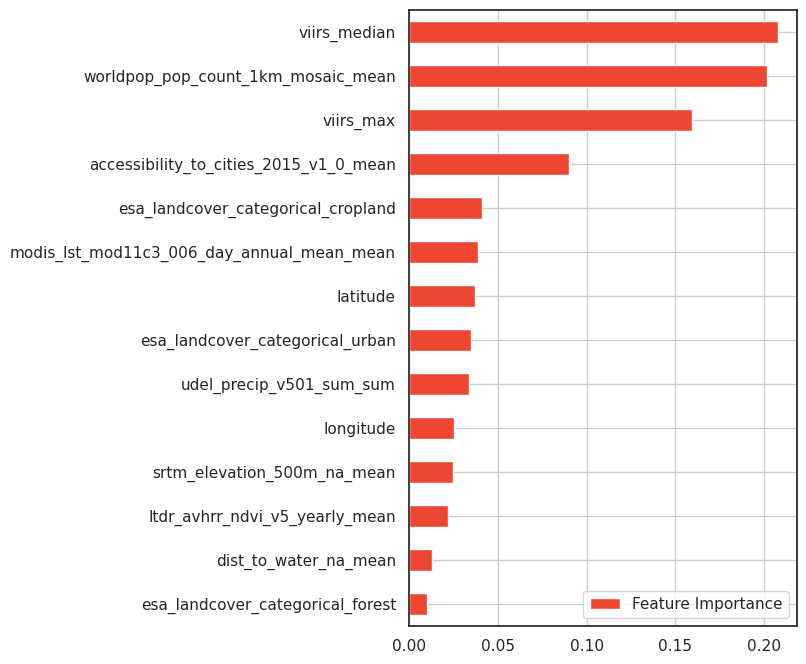 viirs_median
worldpop_pop_count_1km_mosaic_mean
viirs_max
accessibility_to_cities_2015_v1_0_mean
esa_landcover_categorical_cropland
modis_lst_mod11c3_006_day_annual_mean_mean
latitude
esa_landcover_categorical_urban
udel_precip_v501_sum_sum
longitude
srtm_elevation_500m_na_mean
ltdr_avhrr_ndvi_v5_yearly_mean
dist_to_water_na_mean
esa_landcover_categorical_forest
Feature Importance
0.00 0.05 0.10 0.15 0.20